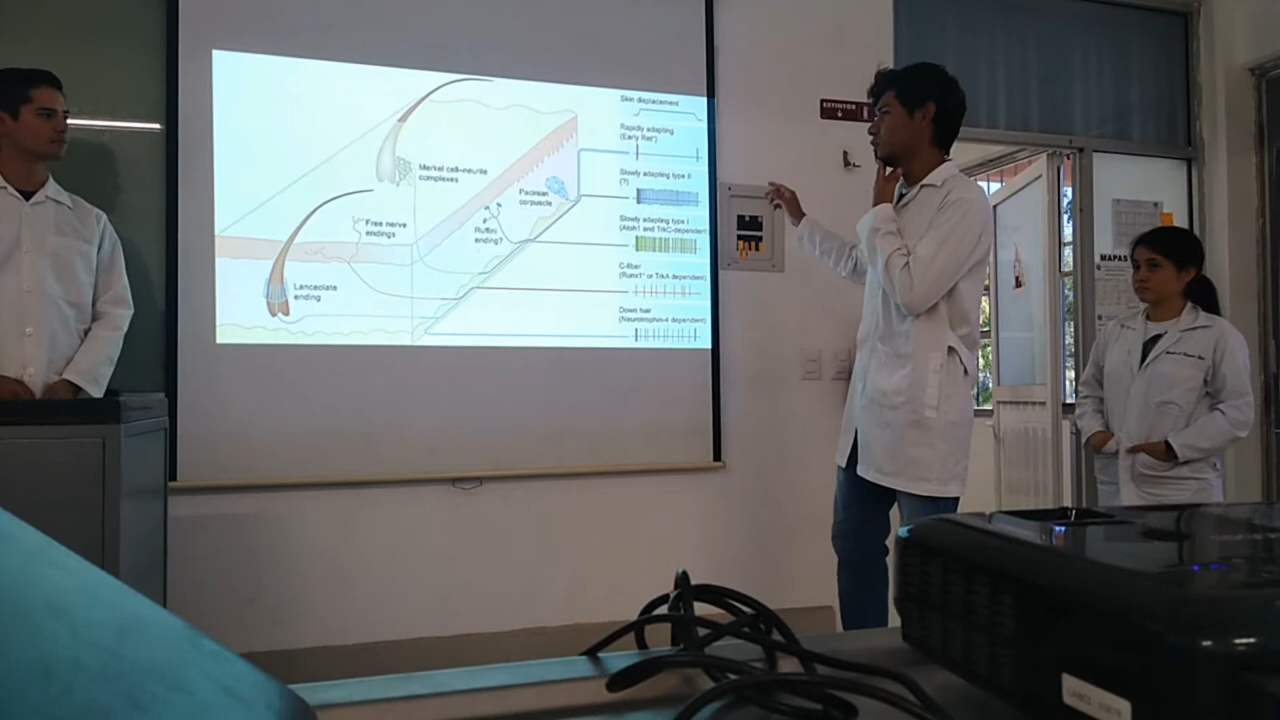 Skin displacement
Rapidly adapting
(Early Ret⁺)
Merkel cell–neurite
complexes
Slowly adapting type II
(?)
Pacinian
corpuscle
Free nerve
endings
Ruffini
ending?
Slowly adapting type I
(Atoh1 and TrkC-dependent)
C-fiber
(Runx1⁺ or TrkA dependent)
Lanceolate
ending
Down hair
(Neurotrophin-4 dependent)
EXTINTOR
MAPAS